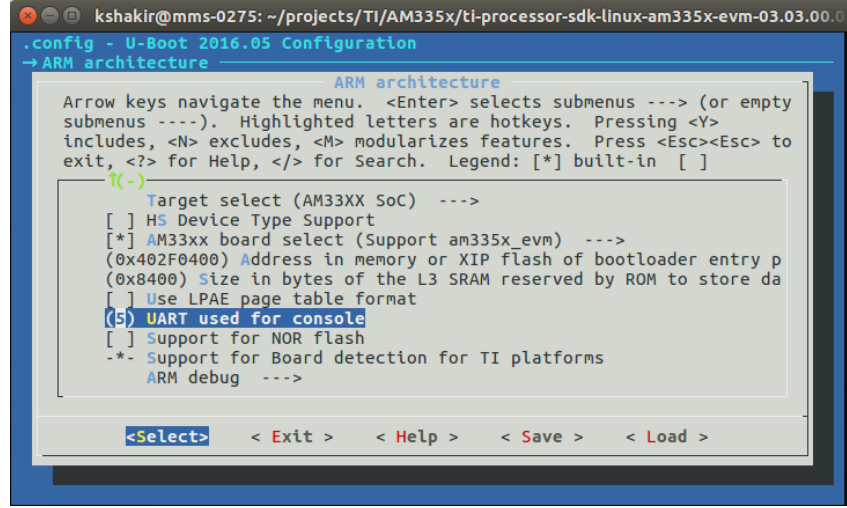 kshakir@mms-0275: ~/projects/TI/AM335x/ti-processor-sdk-linux-am335x-evm-03.03.00.0
.config - U-Boot 2016.05 Configuration
→ ARM architecture
ARM architecture
Arrow keys navigate the menu.  <Enter> selects submenus ---> (or empty
submenus ----).  Highlighted letters are hotkeys.  Pressing <Y>
includes, <N> excludes, <M> modularizes features.  Press <Esc><Esc> to
exit, <?> for Help, </> for Search.  Legend: [*] built-in  [ ]
↑(-)
Target select (AM33XX SoC)  --->
[ ] HS Device Type Support
[*] AM33xx board select (Support am335x_evm)  --->
(0x402F0400) Address in memory or XIP flash of bootloader entry p
(0x8400) Size in bytes of the L3 SRAM reserved by ROM to store da
[ ] Use LPAE page table format
(5) UART used for console
[ ] Support for NOR flash
-*- Support for Board detection for TI platforms
ARM debug  --->
<Select>    < Exit >    < Help >    < Save >    < Load >